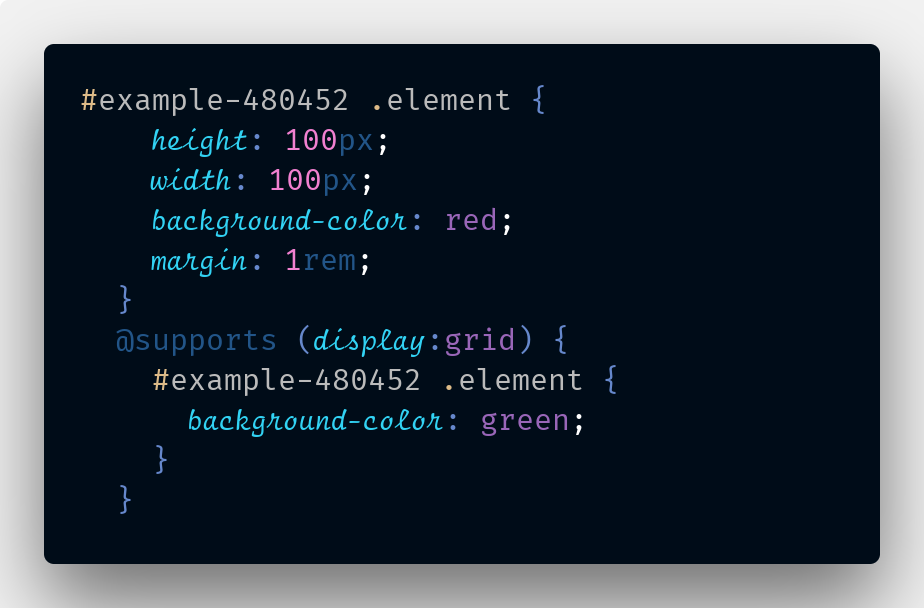 #example-480452 .element {
    height: 100px;
    width: 100px;
    background-color: red;
    margin: 1rem;
  }
  @supports (display:grid) {
    #example-480452 .element {
      background-color: green;
    }
  }